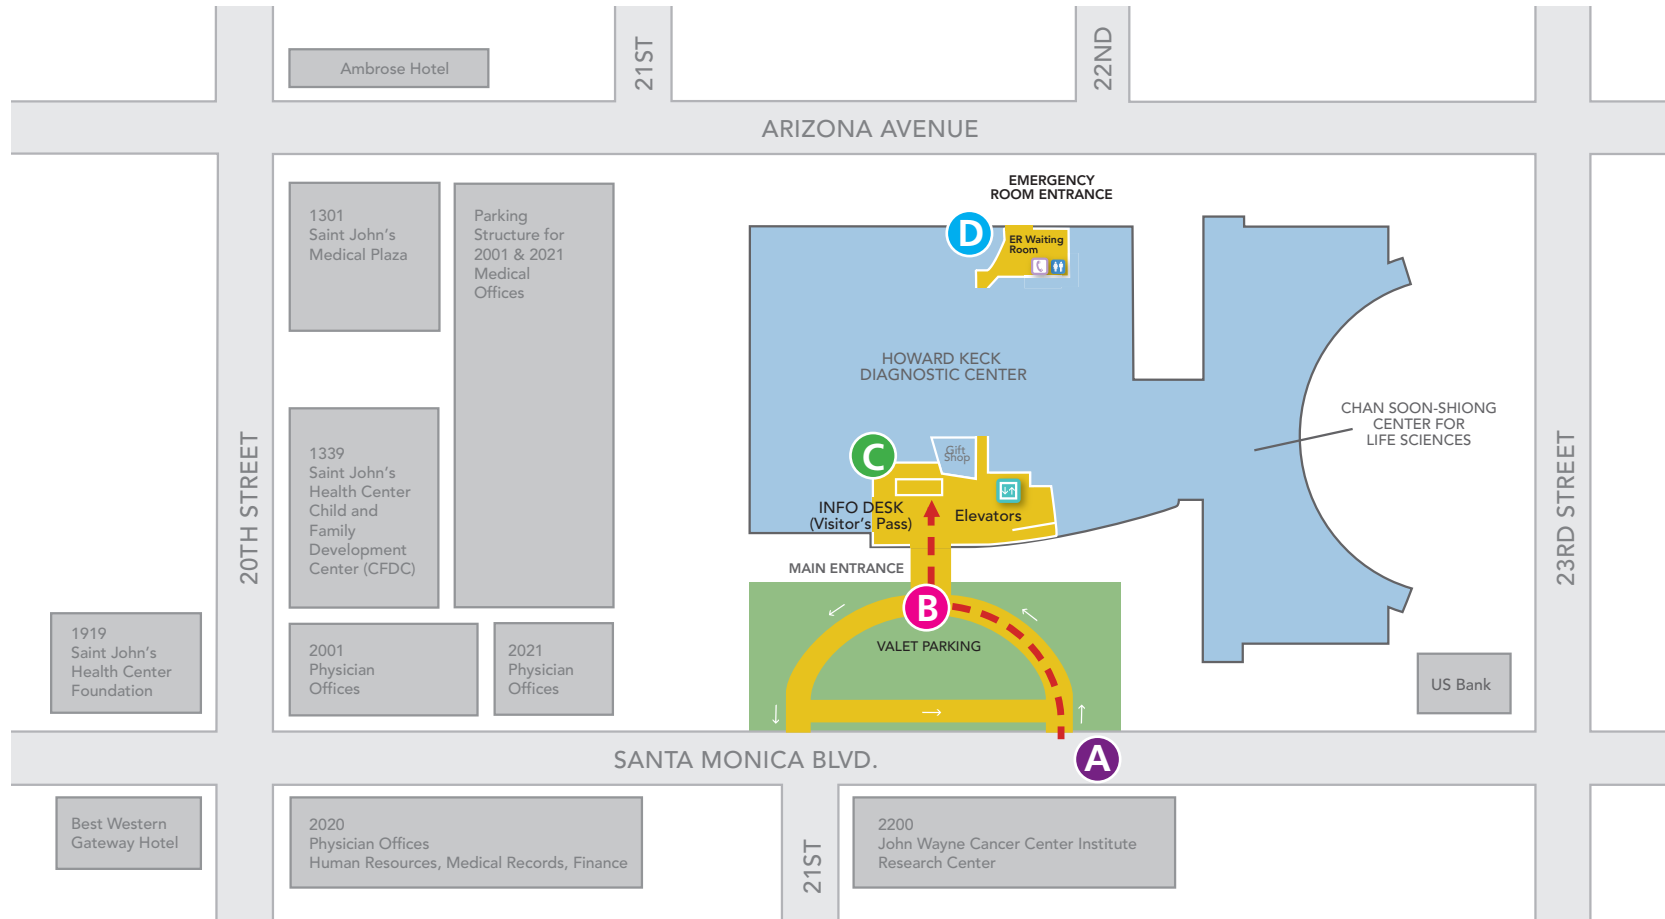 Ambrose Hotel
21ST
22ND
ARIZONA AVENUE
EMERGENCY
ROOM ENTRANCE
1301
Saint John's
Medical Plaza
Parking
Structure for
2001 & 2021
Medical
Offices
D
ER Waiting
Room
HOWARD KECK
DIAGNOSTIC CENTER
CHAN SOON-SHIONG
CENTER FOR
LIFE SCIENCES
20TH STREET
23RD STREET
1339
Saint John's
Health Center
Child and
Family
Development
Center (CFDC)
C
Gift
Shop
INFO DESK
(Visitor's Pass)
Elevators
MAIN ENTRANCE
B
VALET PARKING
1919
Saint John's
Health Center
Foundation
2001
Physician
Offices
2021
Physician
Offices
US Bank
SANTA MONICA BLVD.
A
Best Western
Gateway Hotel
2020
Physician Offices
Human Resources, Medical Records, Finance
21ST
2200
John Wayne Cancer Center Institute
Research Center